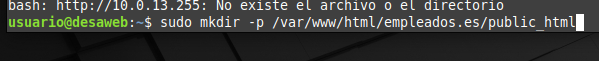 bash: http://10.0.13.255: No existe el archivo o el directorio
usuario@desaweb:~$ sudo mkdir -p /var/www/html/empleados.es/public_html